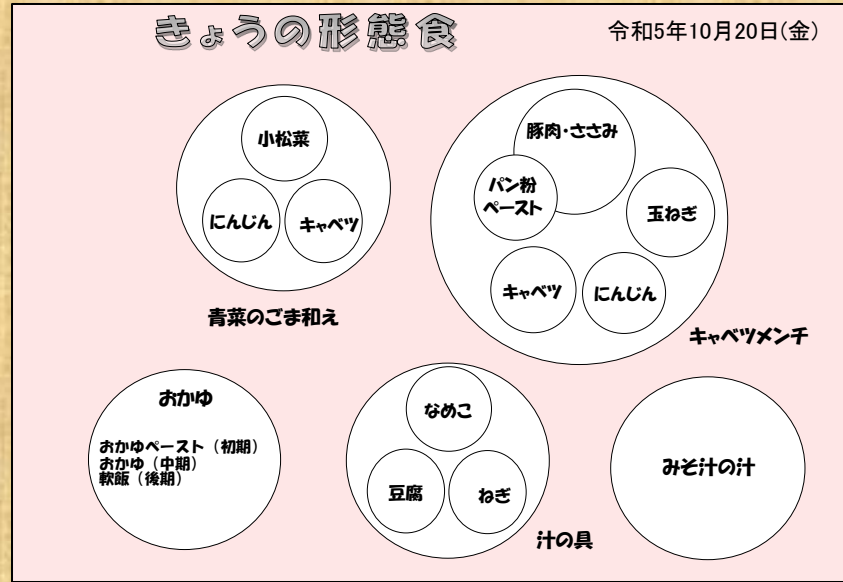 きょうの形態食
令和5年10月20日(金)
小松菜
にんじん
キャベツ
青菜のごま和え
豚肉・ささみ
パン粉
ペースト
玉ねぎ
キャベツ
にんじん
キャベツメンチ
おかゆ
おかゆペースト（初期）
おかゆ（中期）
軟飯（後期）
なめこ
豆腐
ねぎ
汁の具
みそ汁の汁